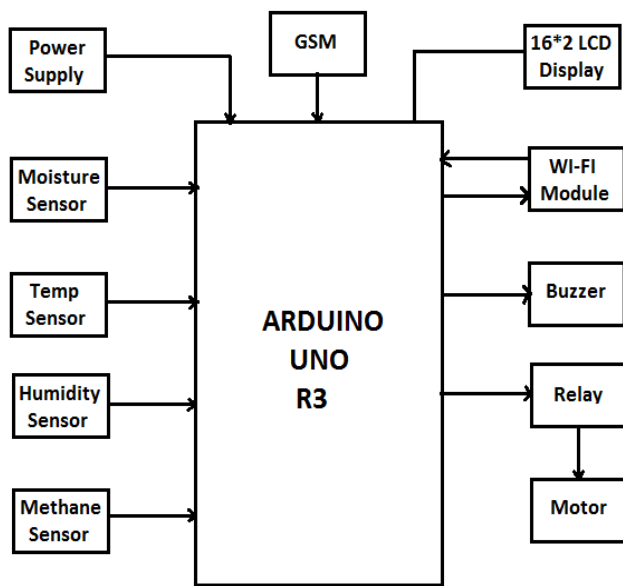 Power
Supply
GSM
16*2 LCD
Display
Moisture
Sensor
WI-FI
Module
Temp
Sensor
ARDUINO
UNO
R3
Buzzer
Humidity
Sensor
Relay
Methane
Sensor
Motor